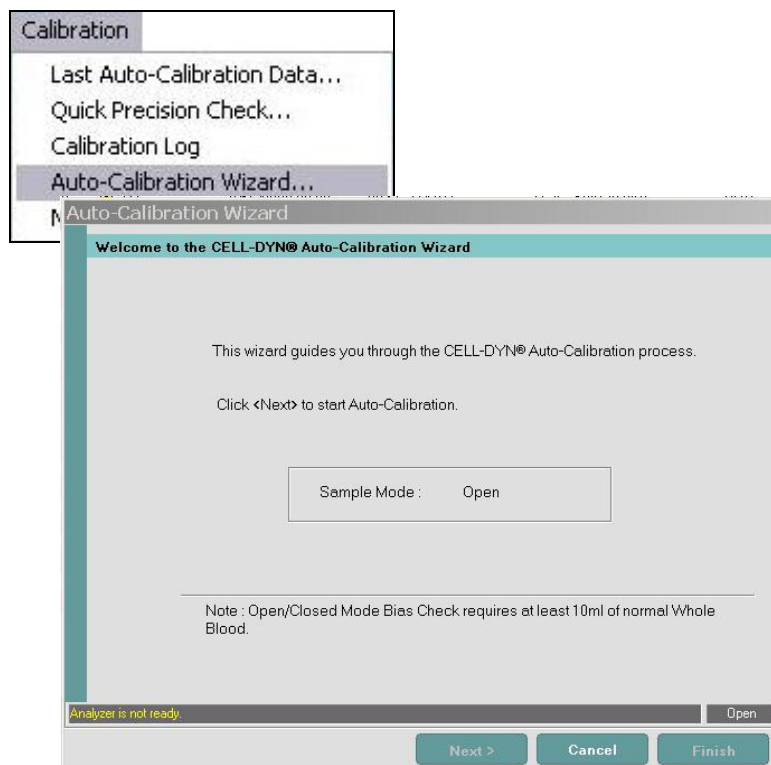 Calibration
Last Auto-Calibration Data...
Quick Precision Check...
Calibration Log
Auto-Calibration Wizard...
Auto-Calibration Wizard
Welcome to the CELL-DYN® Auto-Calibration Wizard
This wizard guides you through the CELL-DYN® Auto-Calibration process.
Click <Next> to start Auto-Calibration.
Sample Mode : Open
Note : Open/Closed Mode Bias Check requires at least 10ml of normal Whole
Blood.
Analyzer is not ready. Open
Next > Cancel Finish